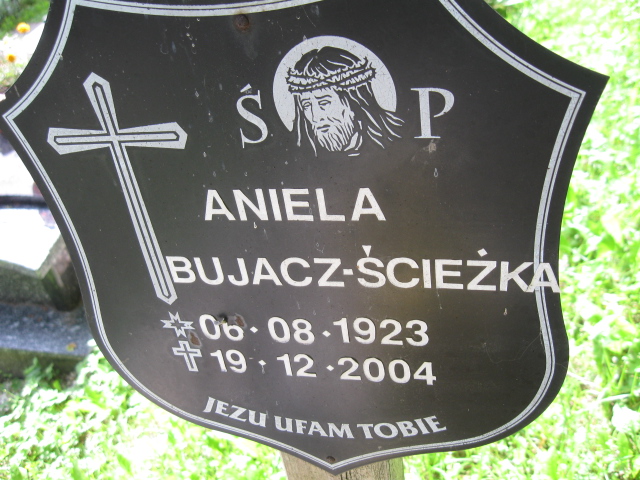 Ś P
ANIELA
BUJACZ-ŚCIEŻKA
06·08·1923
19·12·2004
JEZU UFAM TOBIE